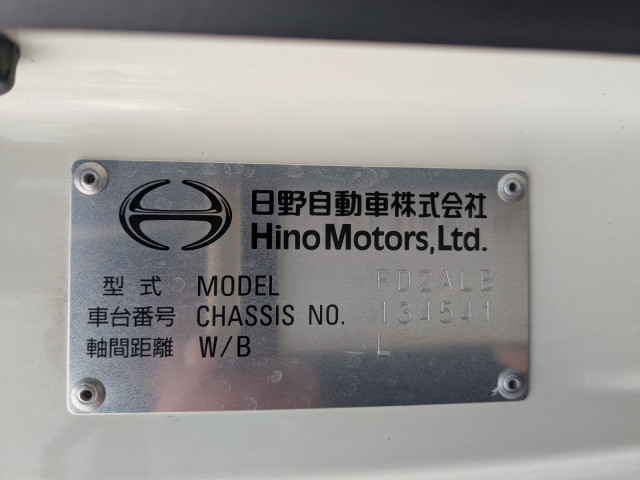 日野自動車株式会社
Hino Motors, Ltd.
型式 MODEL FD2ALB
車台番号 CHASSIS NO. 134541
軸間距離 W/B L